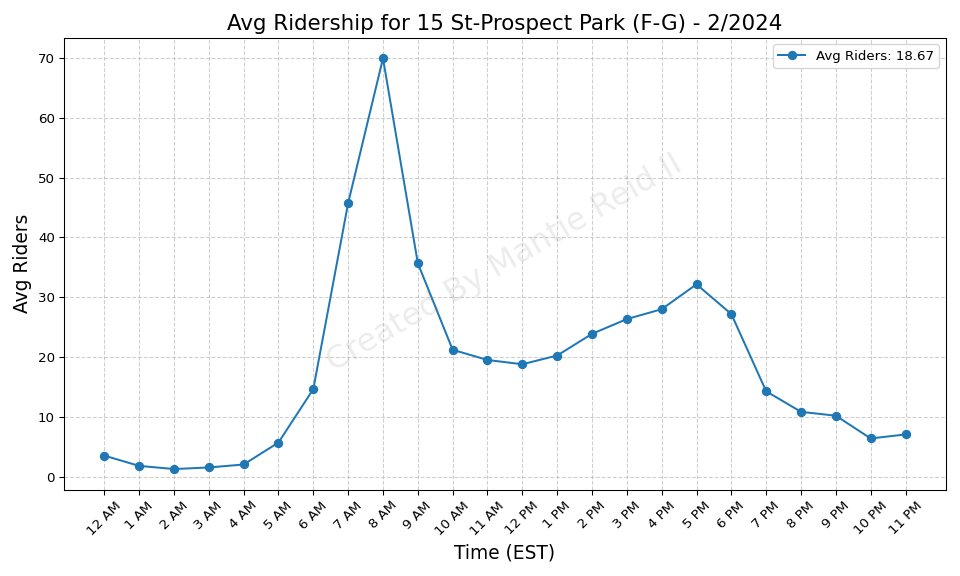 Avg Ridership for 15 St-Prospect Park (F-G) - 2/2024
Avg Riders: 18.67
70
60
50
40
30
20
10
0
Avg Riders
Created By Mantie Reid II
12 AM
1 AM
2 AM
3 AM
4 AM
5 AM
6 AM
7 AM
8 AM
9 AM
10 AM
11 AM
12 PM
1 PM
2 PM
3 PM
4 PM
5 PM
6 PM
7 PM
8 PM
9 PM
10 PM
11 PM
Time (EST)